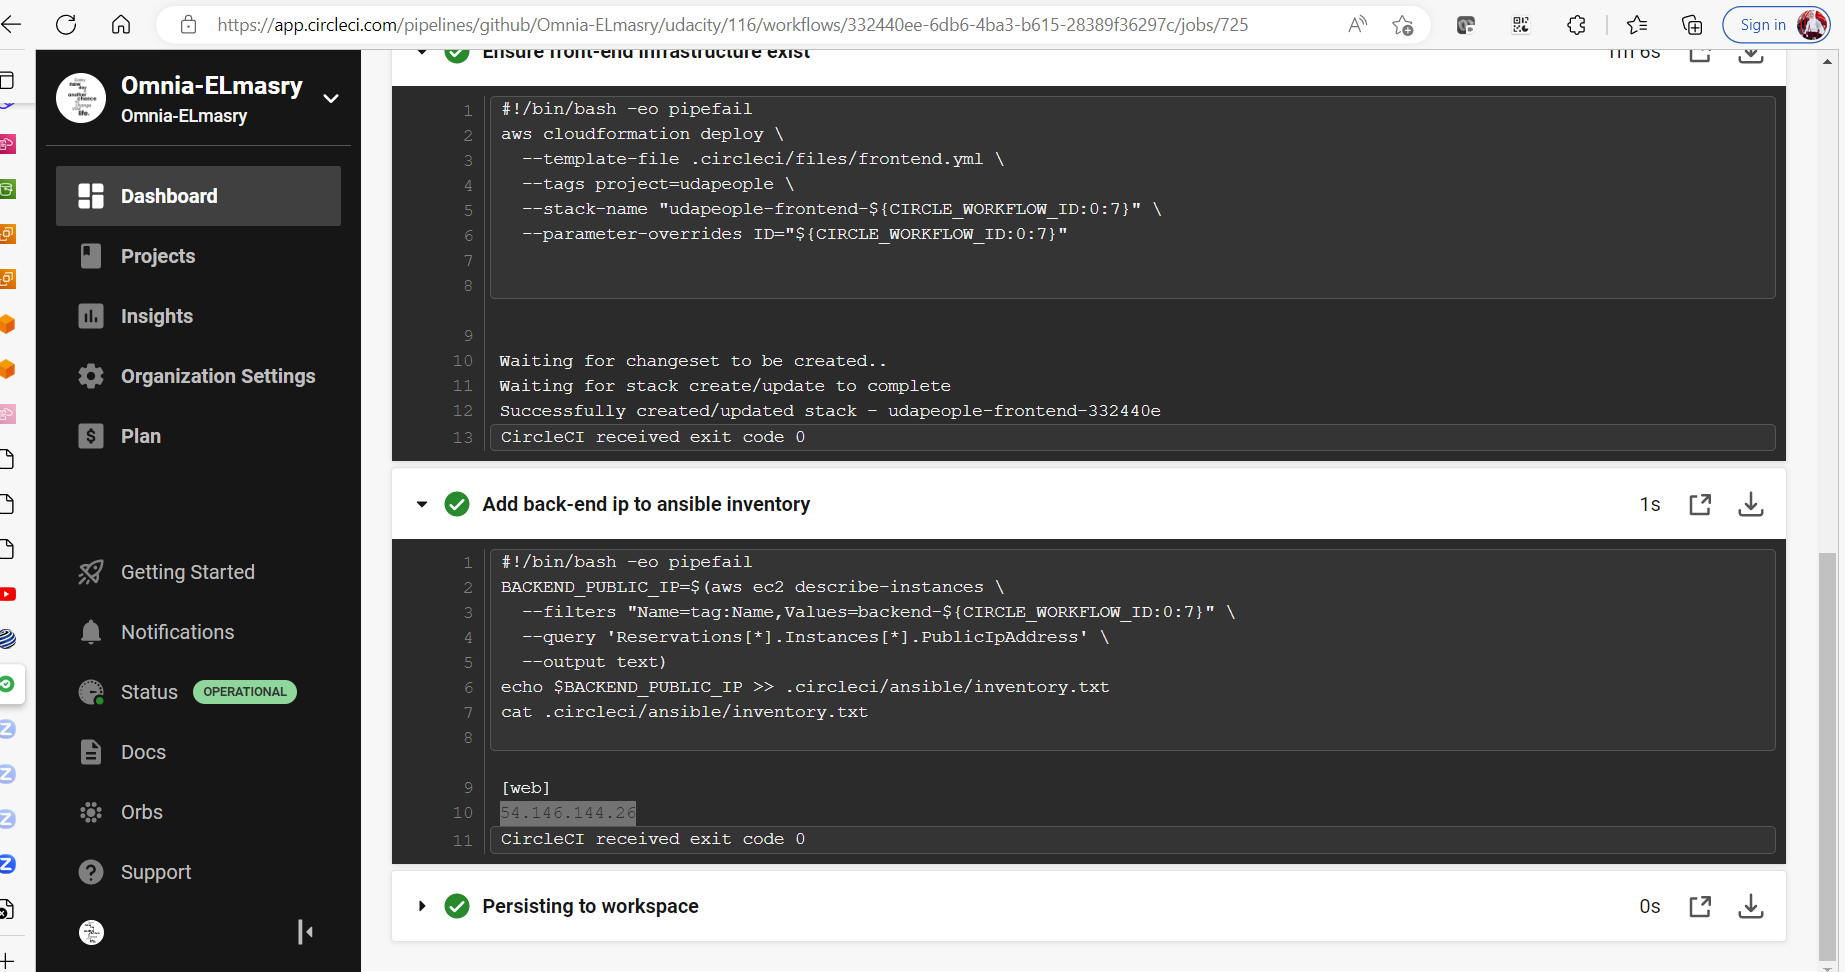 https://app.circleci.com/pipelines/github/Omnia-ELmasry/udacity/116/workflows/332440ee-6db6-4ba3-b615-28389f36297c/jobs/725
Sign in
Omnia-ELmasry
Omnia-ELmasry
Dashboard
Projects
Insights
Organization Settings
Plan
Getting Started
Notifications
Status OPERATIONAL
Docs
Orbs
Support
Ensure front-end infrastructure exist
1m 6s
1 #!/bin/bash -eo pipefail
2 aws cloudformation deploy \
3 --template-file .circleci/files/frontend.yml \
4 --tags project=udapeople \
5 --stack-name "udapeople-frontend-${CIRCLE_WORKFLOW_ID:0:7}" \
6 --parameter-overrides ID="${CIRCLE_WORKFLOW_ID:0:7}"
7
8
9
10 Waiting for changeset to be created..
11 Waiting for stack create/update to complete
12 Successfully created/updated stack - udapeople-frontend-332440e
13 CircleCI received exit code 0
Add back-end ip to ansible inventory
1s
1 #!/bin/bash -eo pipefail
2 BACKEND_PUBLIC_IP=$(aws ec2 describe-instances \
3 --filters "Name=tag:Name,Values=backend-${CIRCLE_WORKFLOW_ID:0:7}" \
4 --query 'Reservations[*].Instances[*].PublicIpAddress' \
5 --output text)
6 echo $BACKEND_PUBLIC_IP >> .circleci/ansible/inventory.txt
7 cat .circleci/ansible/inventory.txt
8
9 [web]
10 54.146.144.26
11 CircleCI received exit code 0
Persisting to workspace
0s